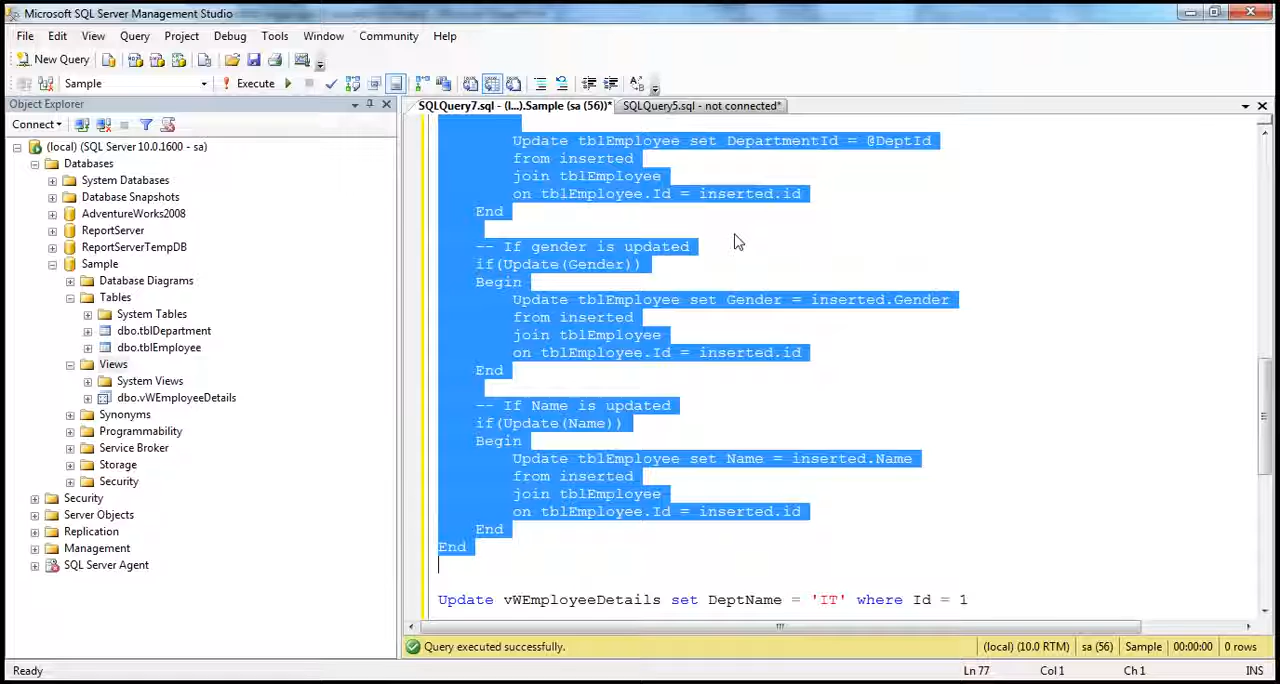 Microsoft SQL Server Management Studio
File Edit View Query Project Debug Tools Window Community Help
New Query
Sample Execute
Object Explorer
SQLQuery7.sql - (l...).Sample (sa (56))* SQLQuery5.sql - not connected*
Connect
(local) (SQL Server 10.0.1600 - sa)
Databases
System Databases
Database Snapshots
AdventureWorks2008
ReportServer
ReportServerTempDB
Sample
Database Diagrams
Tables
System Tables
dbo.tblDepartment
dbo.tblEmployee
Views
System Views
dbo.vWEmployeeDetails
Synonyms
Programmability
Service Broker
Storage
Security
Security
Server Objects
Replication
Management
SQL Server Agent
Update tblEmployee set DepartmentId = @DeptId
from inserted
join tblEmployee
on tblEmployee.Id = inserted.id
End
-- If gender is updated
if(Update(Gender))
Begin
Update tblEmployee set Gender = inserted.Gender
from inserted
join tblEmployee
on tblEmployee.Id = inserted.id
End
-- If Name is updated
if(Update(Name))
Begin
Update tblEmployee set Name = inserted.Name
from inserted
join tblEmployee
on tblEmployee.Id = inserted.id
End
End
Update vWEmployeeDetails set DeptName = 'IT' where Id = 1
Query executed successfully. (local) (10.0 RTM) sa (56) Sample 00:00:00 0 rows
Ready Ln 77 Col 1 Ch 1 INS